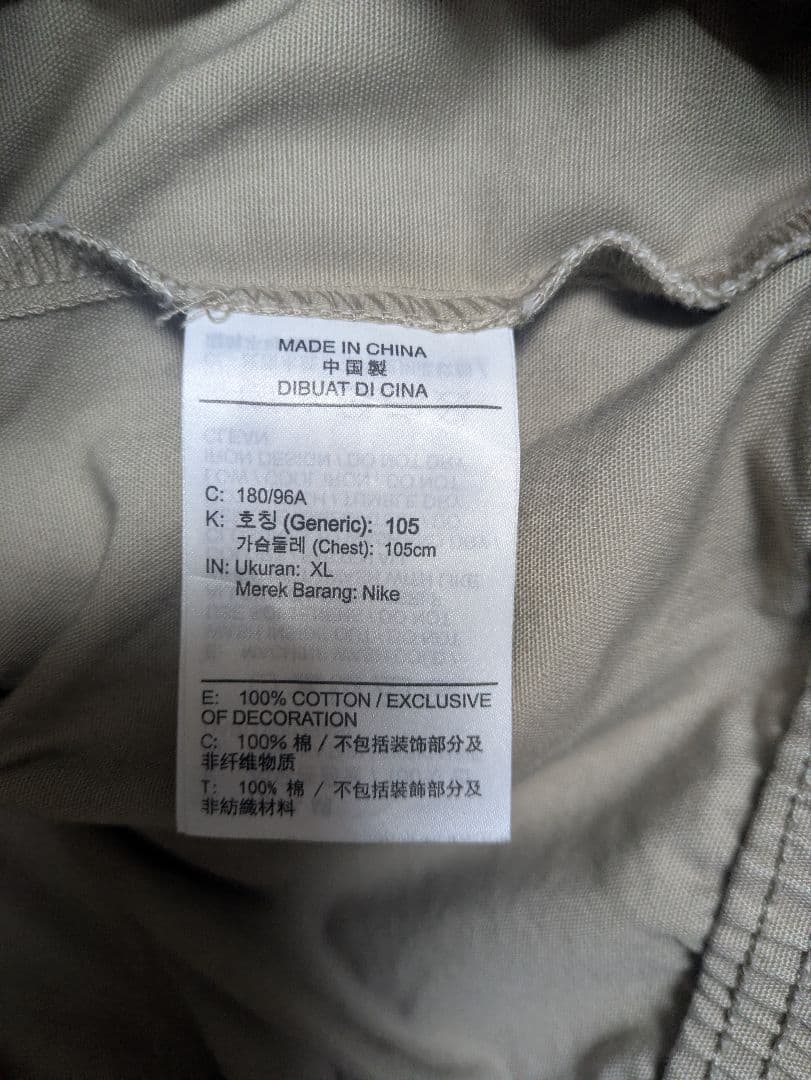 MADE IN CHINA
中国製
DIBUAT DI CINA
C: 180/96A
K: 호칭 (Generic): 105
가슴둘레 (Chest): 105cm
IN: Ukuran: XL
Merek Barang: Nike
E: 100% COTTON / EXCLUSIVE
OF DECORATION
C: 100% 棉 / 不包括装饰部分及
非纤维物质
T: 100% 棉 / 不包括裝飾部分及
非紡織材料